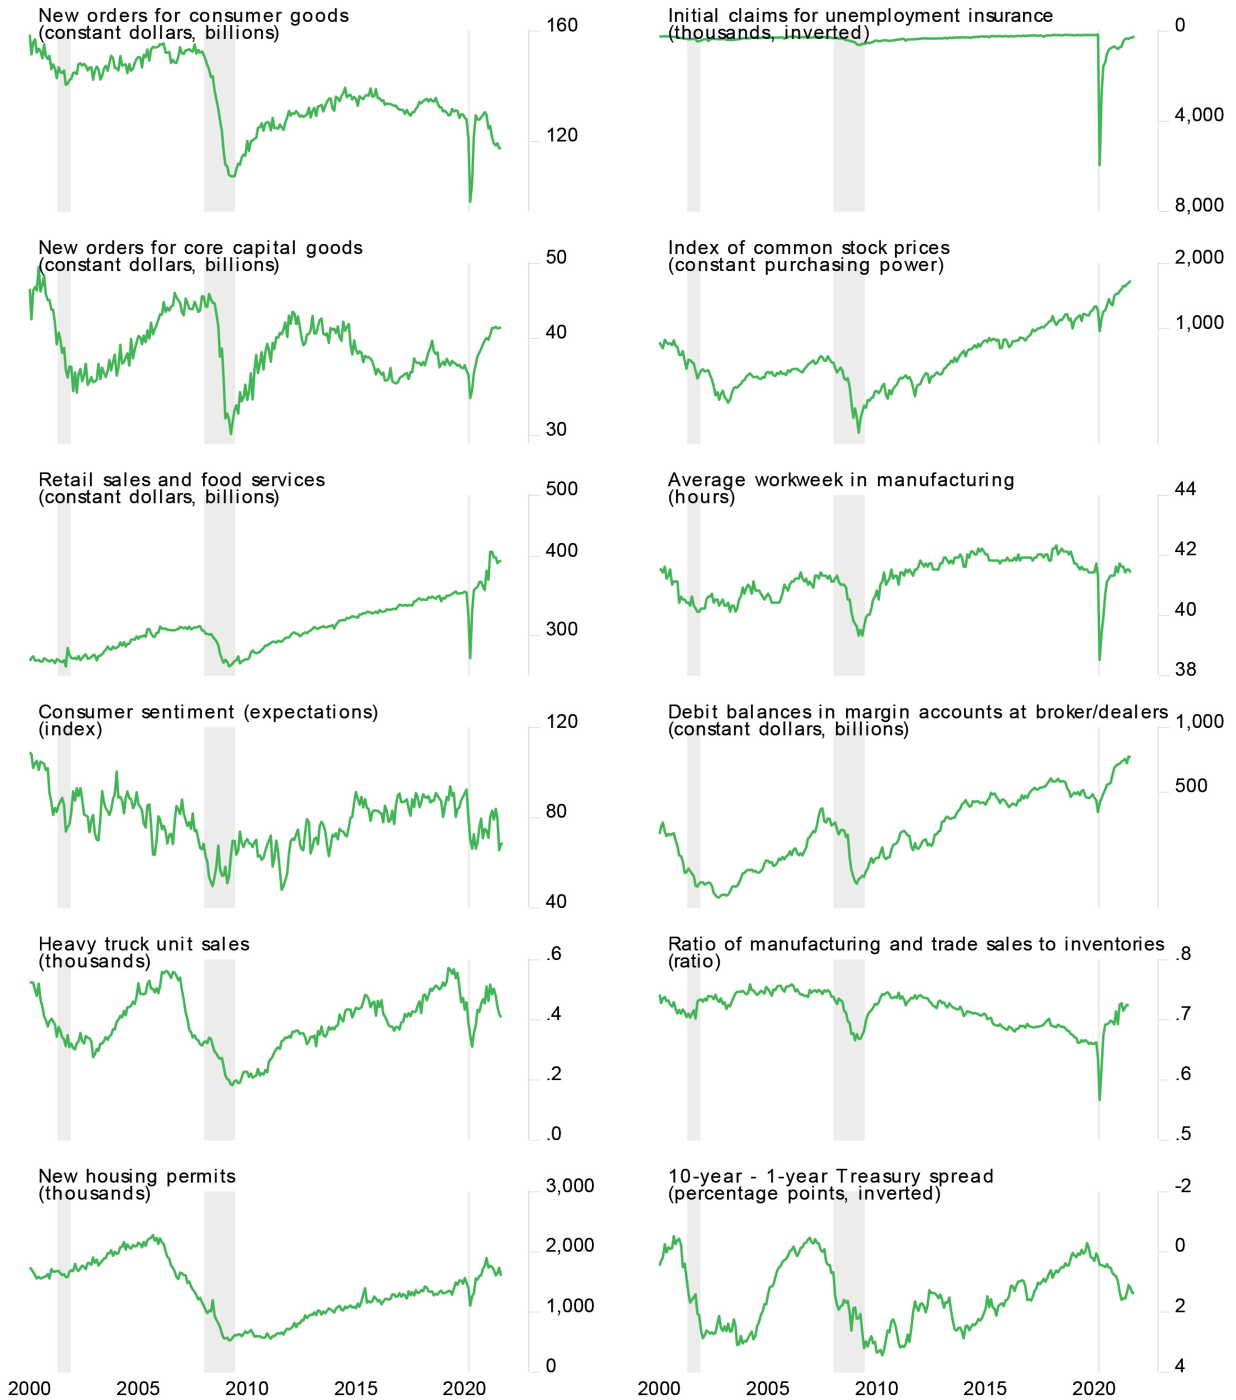 New orders for consumer goods
(constant dollars, billions)
160
120
Initial claims for unemployment insurance
(thousands, inverted)
0
4,000
8,000
New orders for core capital goods
(constant dollars, billions)
50
40
30
Index of common stock prices
(constant purchasing power)
2,000
1,000
Retail sales and food services
(constant dollars, billions)
500
400
300
Average workweek in manufacturing
(hours)
44
42
40
38
Consumer sentiment (expectations)
(index)
120
80
40
Debit balances in margin accounts at broker/dealers
(constant dollars, billions)
1,000
500
Heavy truck unit sales
(thousands)
.6
.4
.2
.0
Ratio of manufacturing and trade sales to inventories
(ratio)
.8
.7
.6
.5
New housing permits
(thousands)
3,000
2,000
1,000
0
2000 2005 2010 2015 2020
10-year - 1-year Treasury spread
(percentage points, inverted)
-2
0
2
4
2000 2005 2010 2015 2020